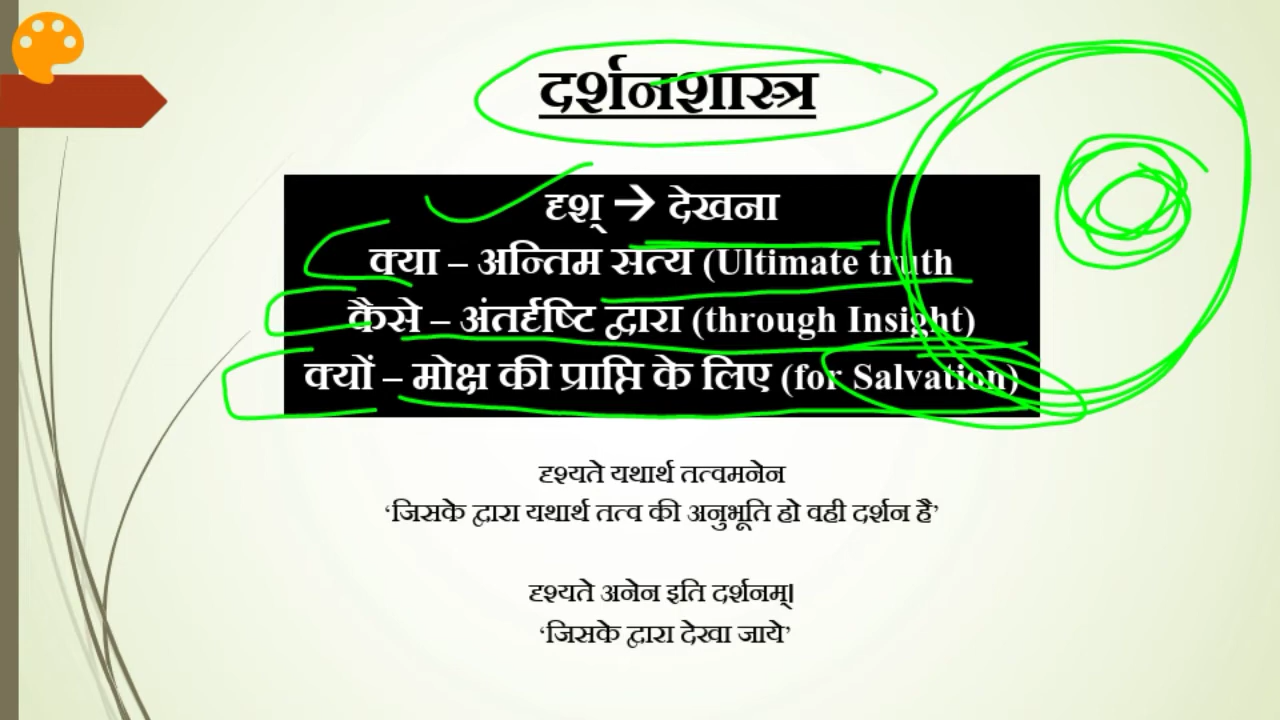 दर्शनशास्त्र
दृश् → देखना
क्या – अन्तिम सत्य (Ultimate truth
कैसे – अंतर्दृष्टि द्वारा (through Insight)
क्यों – मोक्ष की प्राप्ति के लिए (for Salvation)
दृश्यते यथार्थ तत्वमनेन
‘जिसके द्वारा यथार्थ तत्व की अनुभूति हो वही दर्शन है’
दृश्यते अनेन इति दर्शनम्।
‘जिसके द्वारा देखा जाये’